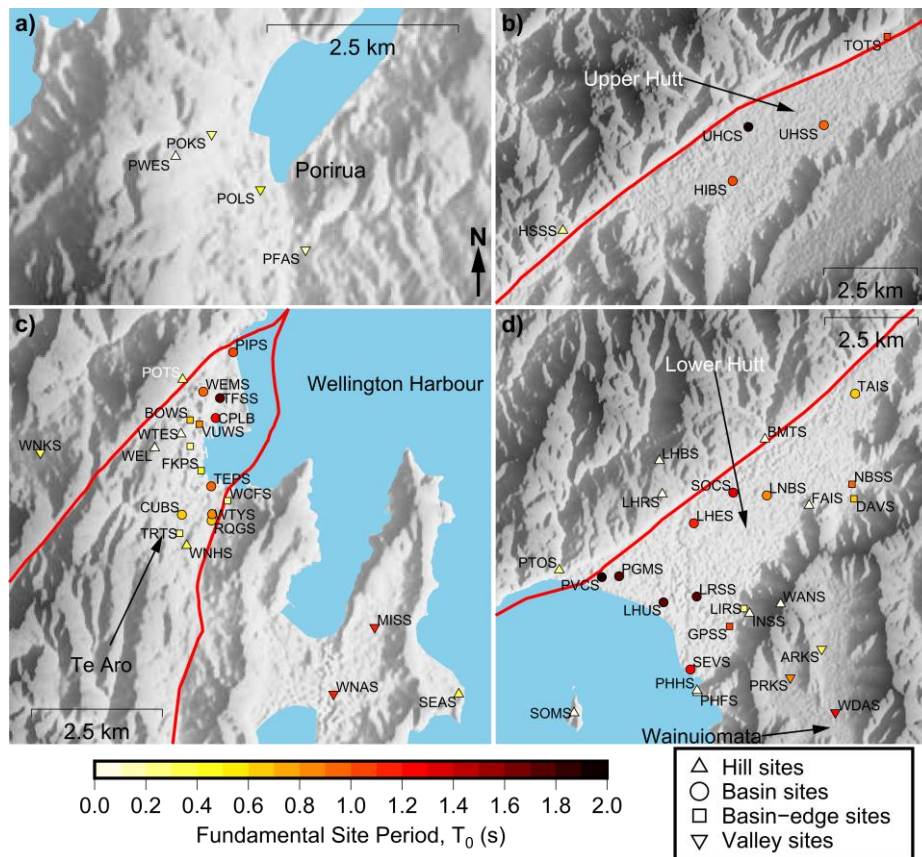 a)
2.5 km
POKS
PWES
Porirua
POLS
PFAS
N
b)
TOTS
Upper Hutt
UHCS
UHSS
HIBS
HSSS
2.5 km
c)
PIPS
POTS
WEMS
Wellington Harbour
TFSS
BOWS
CPLB
VUWS
WTES
WNKS
WEL
FKPS
TEPS
WCFS
CUBS
WTYS
RQGS
TRTS
WNHS
MISS
Te Aro
WNAS
SEAS
2.5 km
d)
2.5 km
Lower Hutt
TAIS
BMTS
LHBS
NBSS
SOCS
LNBS
LHRS
FAIS
DAVS
LHES
PTOS
PVCS
PGMS
LRSS
WANS
LHUS
LIRS
INSS
GPSS
ARKS
SEVS
PRKS
PHHS
PHFS
SOMS
WDAS
Wainuiomata
0.0 0.2 0.4 0.6 0.8 1.0 1.2 1.4 1.6 1.8 2.0
Fundamental Site Period, T₀ (s)
Hill sites
Basin sites
Basin−edge sites
Valley sites